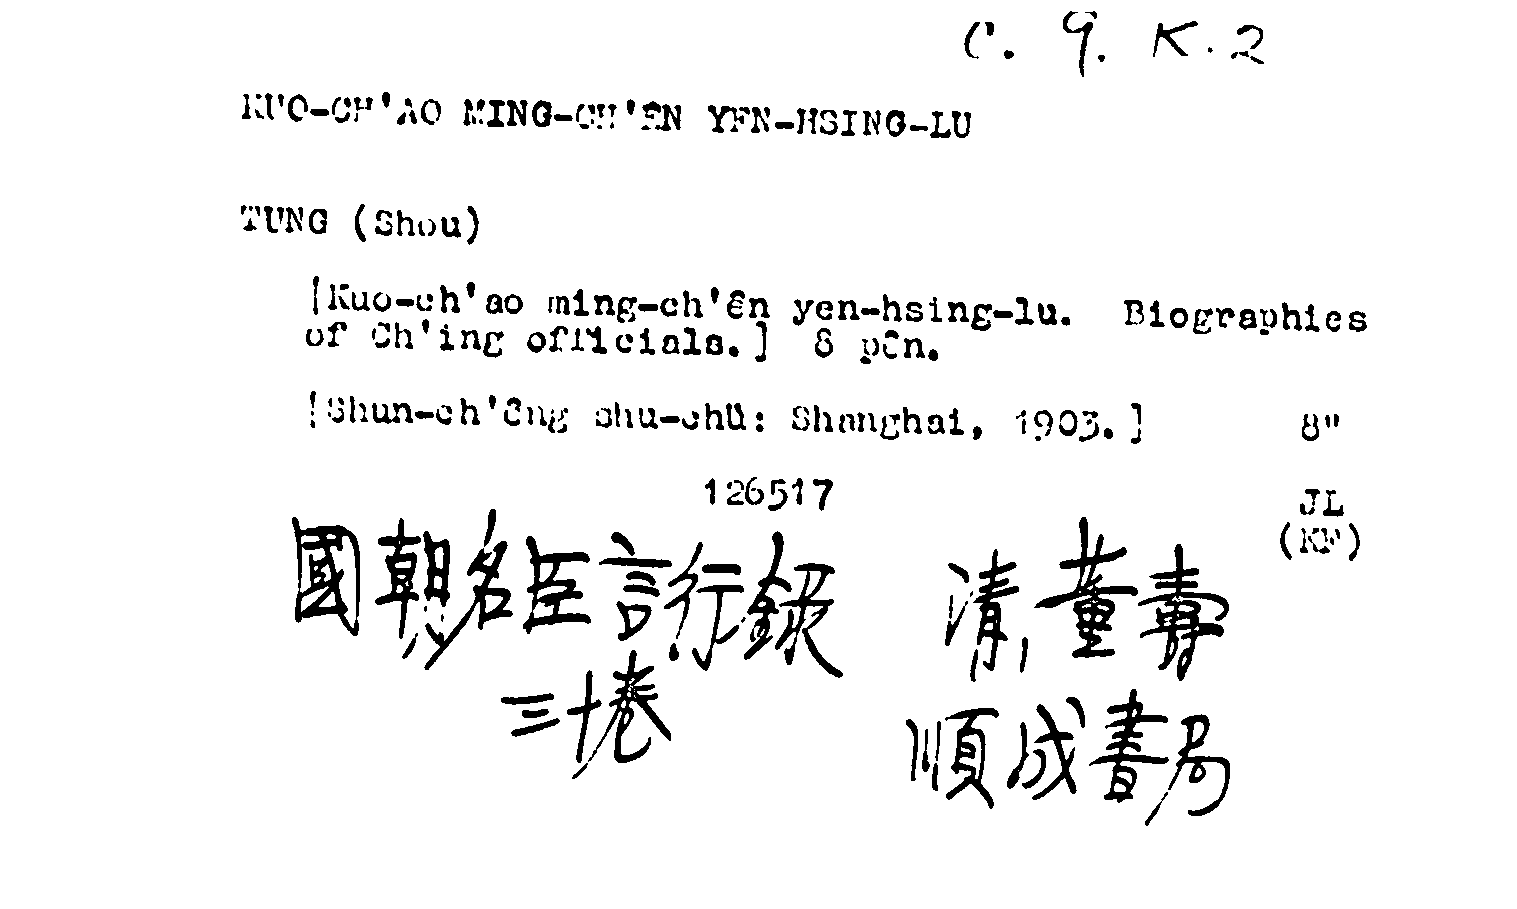 C. 9. K.2
KUO-CH'AO MING-CH'ÊN YEN-HSING-LU
TUNG (Shou)
[Kuo-ch'ao ming-ch'ên yen-hsing-lu. Biographies
of Ch'ing officials.] 8 pên.
[Shun-ch'êng shu-chü: Shanghai, 1903.] 8"
126517
JL
(KF)
國朝名臣言行錄 清,董壽
三十卷
順成書局